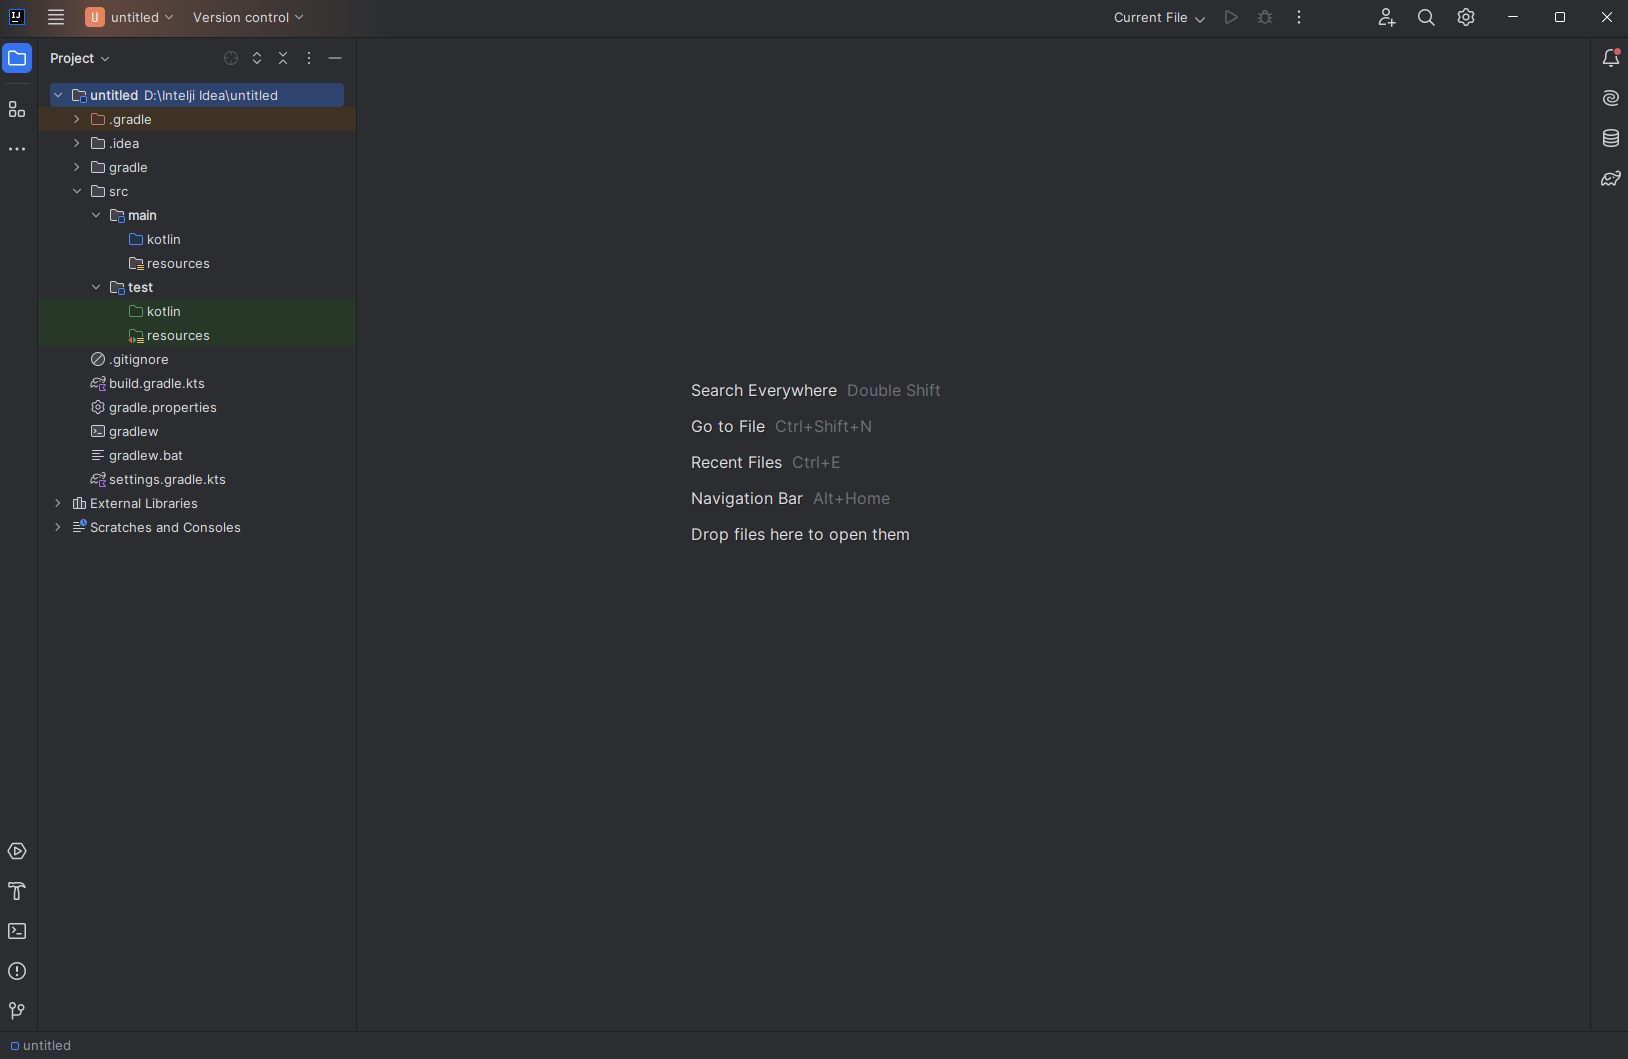 IJ
U untitled Version control Current File
Project
untitled D:\Intelji Idea\untitled
.gradle
.idea
gradle
src
main
kotlin
resources
test
kotlin
resources
.gitignore
build.gradle.kts
gradle.properties
gradlew
gradlew.bat
settings.gradle.kts
External Libraries
Scratches and Consoles
Search Everywhere Double Shift
Go to File Ctrl+Shift+N
Recent Files Ctrl+E
Navigation Bar Alt+Home
Drop files here to open them
untitled